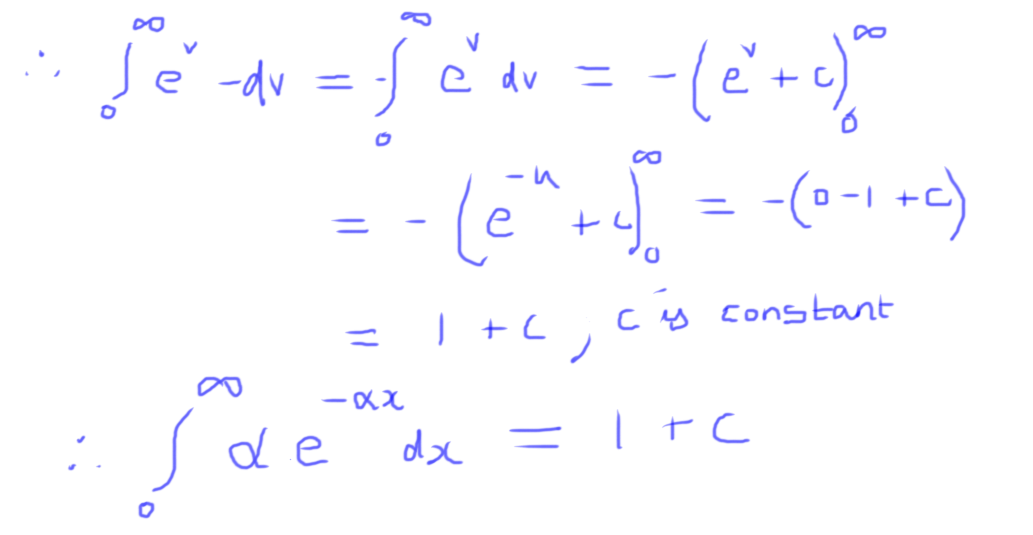 ∴ ∫₀^∞ e^v -dv = -∫₀^∞ e^v dv = -(e^v + c)₀^∞
= -(e^-u + c)₀^∞ = -(0-1+c)
= 1 + c, c is constant
∴ ∫₀^∞ α e^-αx dx = 1 + c